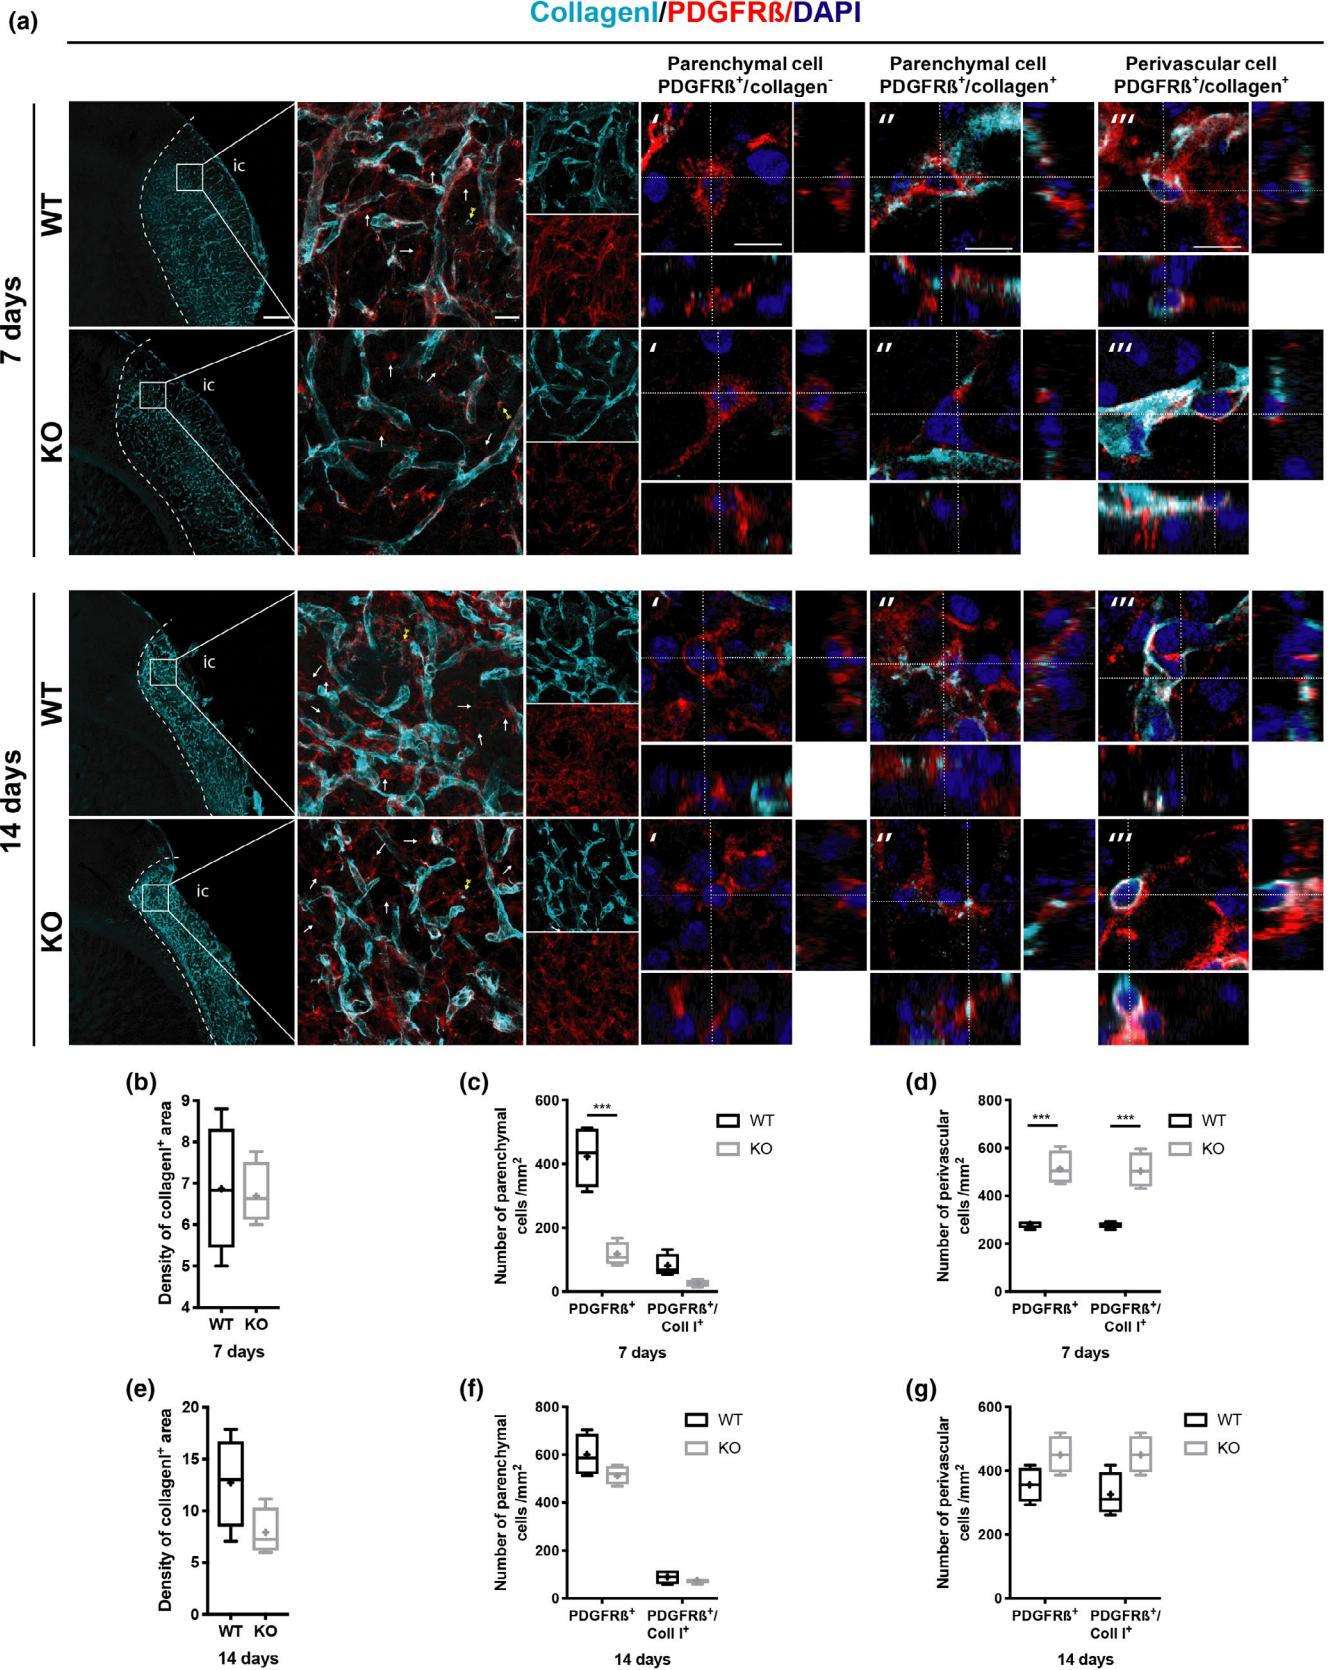 (a)
CollagenI/PDGFRß/DAPI
Parenchymal cell
PDGFRß⁺/collagen⁻
Parenchymal cell
PDGFRß⁺/collagen⁺
Perivascular cell
PDGFRß⁺/collagen⁺
7 days
WT
ic
′
″
‴
KO
ic
′
″
‴
14 days
WT
ic
′
″
‴
KO
ic
′
″
‴
(b)
Density of collagenI⁺ area
9
8
7
6
5
4
WT KO
7 days
(c)
Number of parenchymal
cells /mm²
600
400
200
0
***
WT
KO
PDGFRß⁺
PDGFRß⁺/
Coll I⁺
7 days
(d)
Number of perivascular
cells /mm²
800
600
400
200
0
***
***
WT
KO
PDGFRß⁺
PDGFRß⁺/
Coll I⁺
7 days
(e)
Density of collagenI⁺ area
20
15
10
5
0
WT KO
14 days
(f)
Number of parenchymal
cells /mm²
800
600
400
200
0
WT
KO
PDGFRß⁺
PDGFRß⁺/
Coll I⁺
14 days
(g)
Number of perivascular
cells /mm²
600
400
200
0
WT
KO
PDGFRß⁺
PDGFRß⁺/
Coll I⁺
14 days